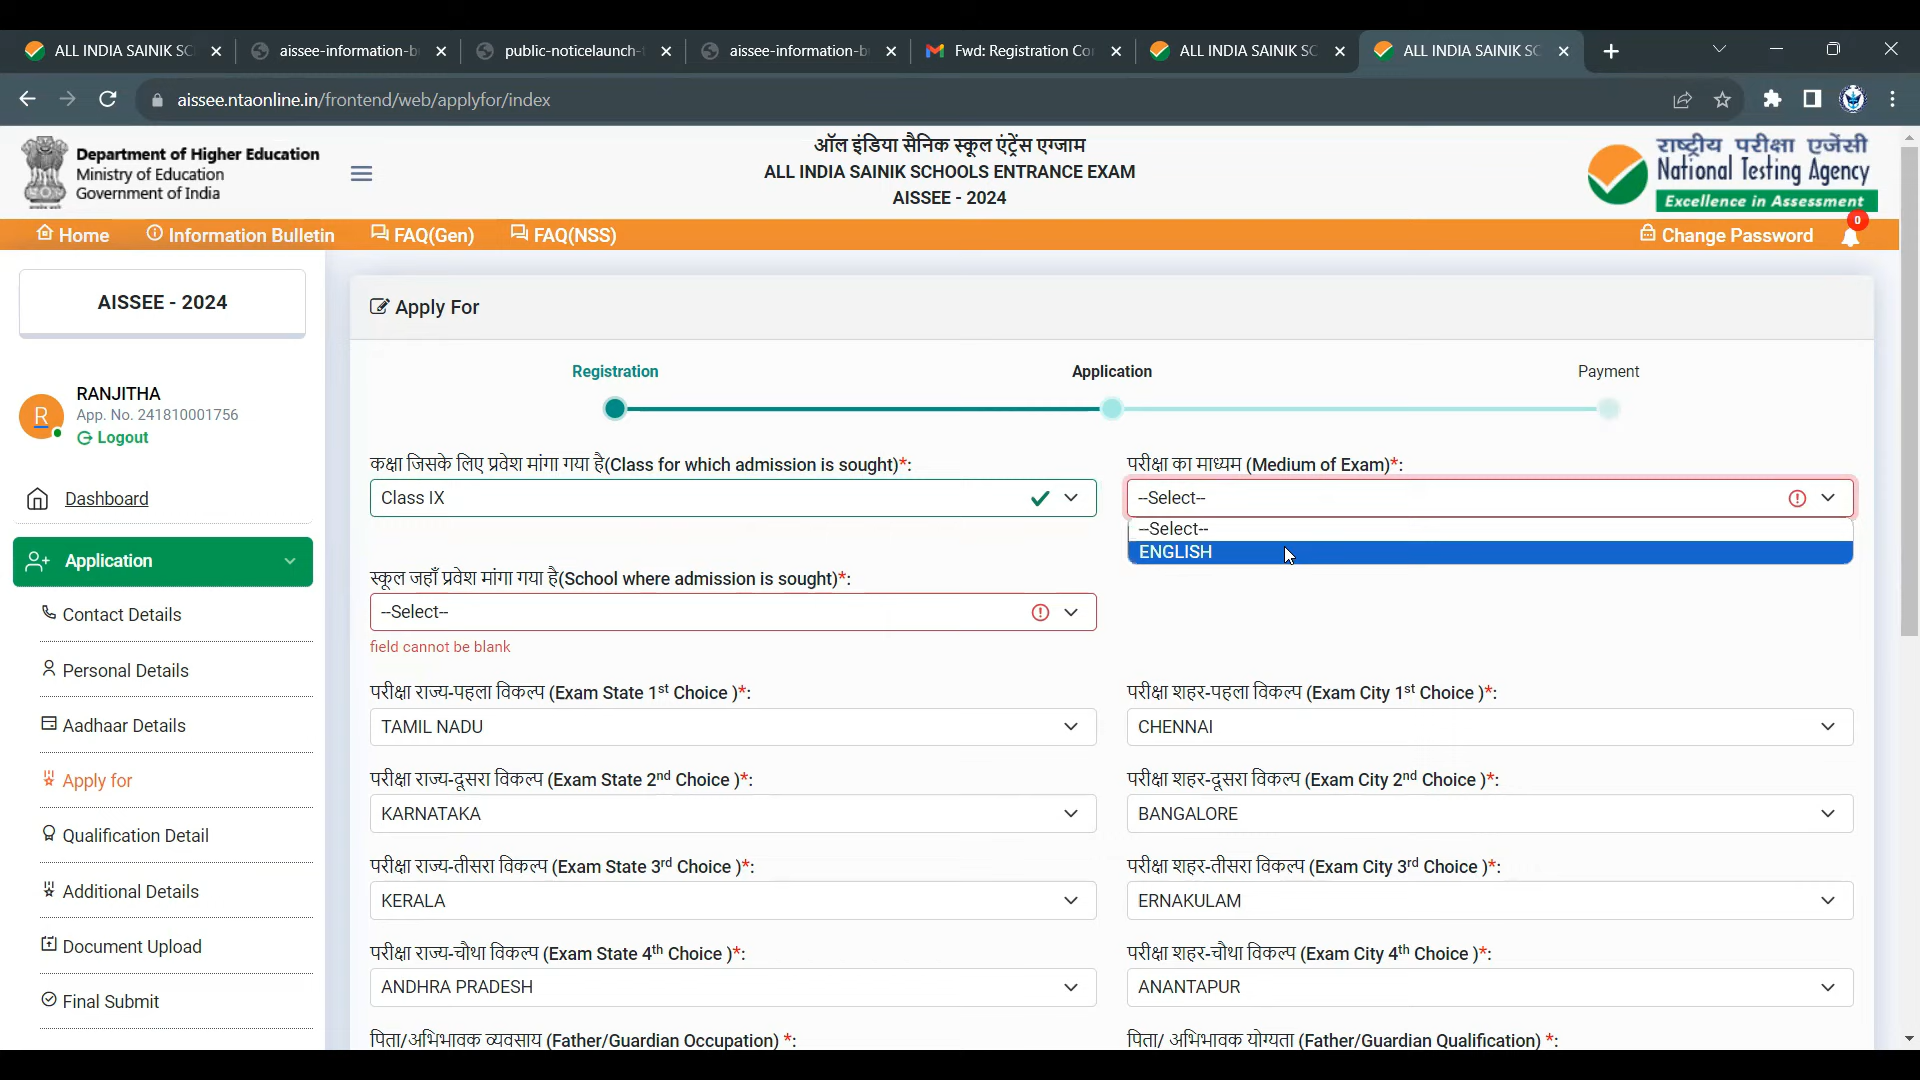 ALL INDIA SAINIK SC
aissee-information-b
public-noticelaunch-
aissee-information-b
Fwd: Registration Co
ALL INDIA SAINIK SC
ALL INDIA SAINIK SC
aissee.ntaonline.in/frontend/web/applyfor/index
Department of Higher Education
Ministry of Education
Government of India
ऑल इंडिया सैनिक स्कूल एंट्रेंस एग्जाम
ALL INDIA SAINIK SCHOOLS ENTRANCE EXAM
AISSEE - 2024
राष्ट्रीय परीक्षा एजेंसी
National Testing Agency
Excellence in Assessment
Home
Information Bulletin
FAQ(Gen)
FAQ(NSS)
Change Password
0
AISSEE - 2024
R
RANJITHA
App. No. 241810001756
Logout
Dashboard
Application
Contact Details
Personal Details
Aadhaar Details
Apply for
Qualification Detail
Additional Details
Document Upload
Final Submit
Apply For
Registration
Application
Payment
कक्षा जिसके लिए प्रवेश मांगा गया है(Class for which admission is sought)*:
Class IX
परीक्षा का माध्यम (Medium of Exam)*:
--Select--
--Select--
ENGLISH
स्कूल जहाँ प्रवेश मांगा गया है(School where admission is sought)*:
--Select--
field cannot be blank
परीक्षा राज्य-पहला विकल्प (Exam State 1st Choice )*:
TAMIL NADU
परीक्षा शहर-पहला विकल्प (Exam City 1st Choice )*:
CHENNAI
परीक्षा राज्य-दूसरा विकल्प (Exam State 2nd Choice )*:
KARNATAKA
परीक्षा शहर-दूसरा विकल्प (Exam City 2nd Choice )*:
BANGALORE
परीक्षा राज्य-तीसरा विकल्प (Exam State 3rd Choice )*:
KERALA
परीक्षा शहर-तीसरा विकल्प (Exam City 3rd Choice )*:
ERNAKULAM
परीक्षा राज्य-चौथा विकल्प (Exam State 4th Choice )*:
ANDHRA PRADESH
परीक्षा शहर-चौथा विकल्प (Exam City 4th Choice )*:
ANANTAPUR
पिता/अभिभावक व्यवसाय (Father/Guardian Occupation) *:
पिता/ अभिभावक योग्यता (Father/Guardian Qualification) *: